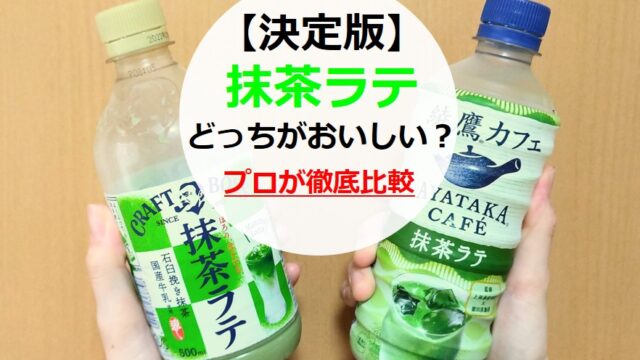 【決定版】
抹茶ラテ
どっちがおいしい？
プロが徹底比較
CRAFT
SINCE
抹茶ラテ
石臼挽き抹茶
国産牛乳
500ml
鷹カフェ
AYATAKA
CAFÉ
抹茶ラテ